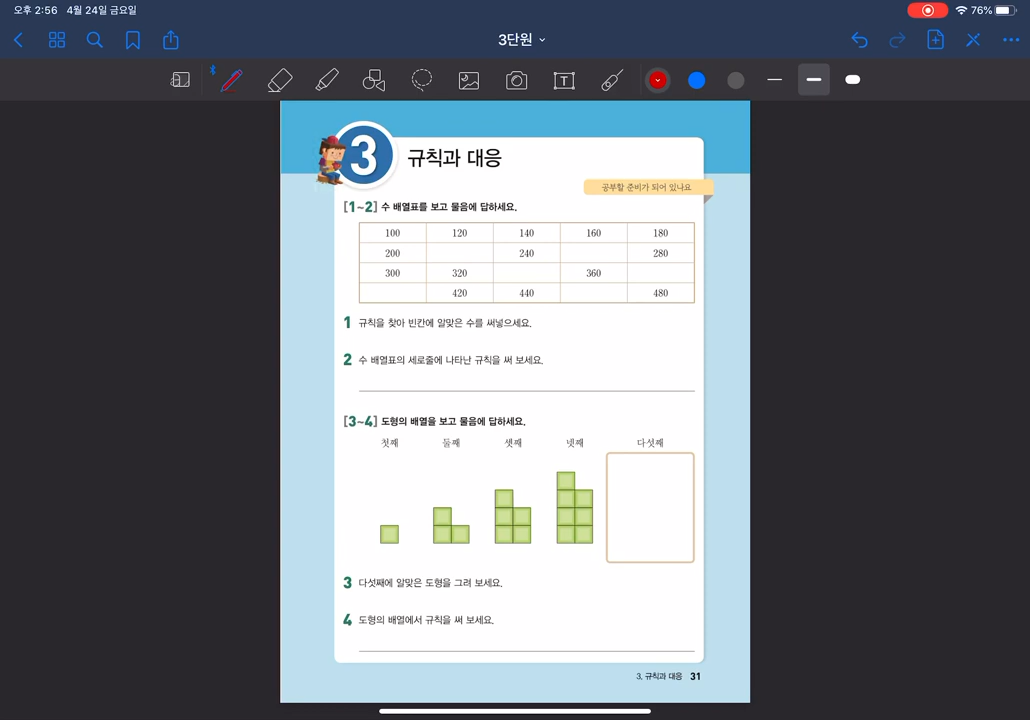 오후 2:56 4월 24일 금요일
76%
3단원
T
3
규칙과 대응
공부할 준비가 되어 있나요
[1~2] 수 배열표를 보고 물음에 답하세요.
100 120 140 160 180
200 240 280
300 320 360
420 440 480
1 규칙을 찾아 빈칸에 알맞은 수를 써넣으세요.
2 수 배열표의 세로줄에 나타난 규칙을 써 보세요.
[3~4] 도형의 배열을 보고 물음에 답하세요.
첫째 둘째 셋째 넷째 다섯째
3 다섯째에 알맞은 도형을 그려 보세요.
4 도형의 배열에서 규칙을 써 보세요.
3. 규칙과 대응 31